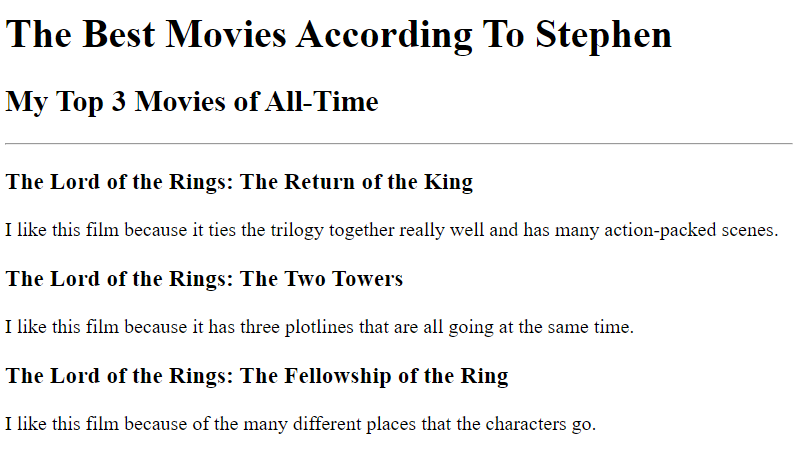 The Best Movies According To Stephen
My Top 3 Movies of All-Time
The Lord of the Rings: The Return of the King
I like this film because it ties the trilogy together really well and has many action-packed scenes.
The Lord of the Rings: The Two Towers
I like this film because it has three plotlines that are all going at the same time.
The Lord of the Rings: The Fellowship of the Ring
I like this film because of the many different places that the characters go.